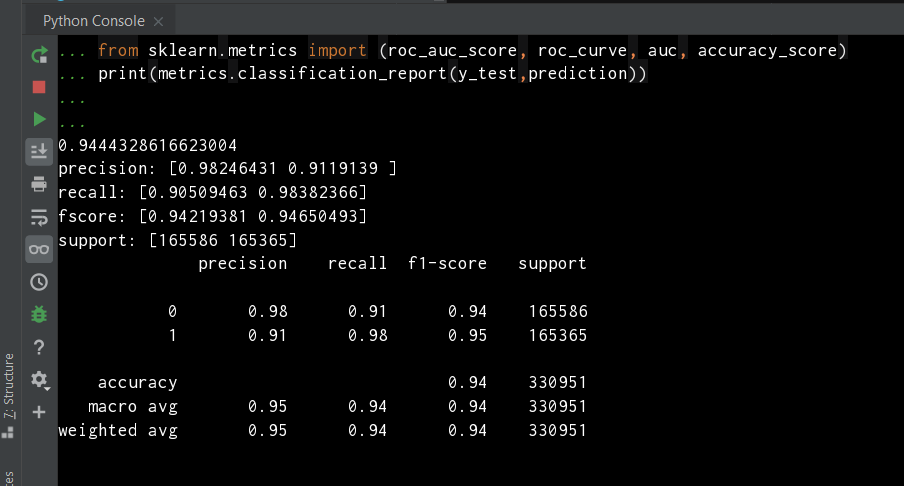 Python Console ×
... from sklearn.metrics import (roc_auc_score, roc_curve, auc, accuracy_score)
... print(metrics.classification_report(y_test,prediction))
...
...
0.9444328616623004
precision: [0.98246431 0.9119139 ]
recall: [0.90509463 0.98382366]
fscore: [0.94219381 0.94650493]
support: [165586 165365]
precision recall f1-score support
0 0.98 0.91 0.94 165586
1 0.91 0.98 0.95 165365
accuracy 0.94 330951
macro avg 0.95 0.94 0.94 330951
weighted avg 0.95 0.94 0.94 330951
7: Structure